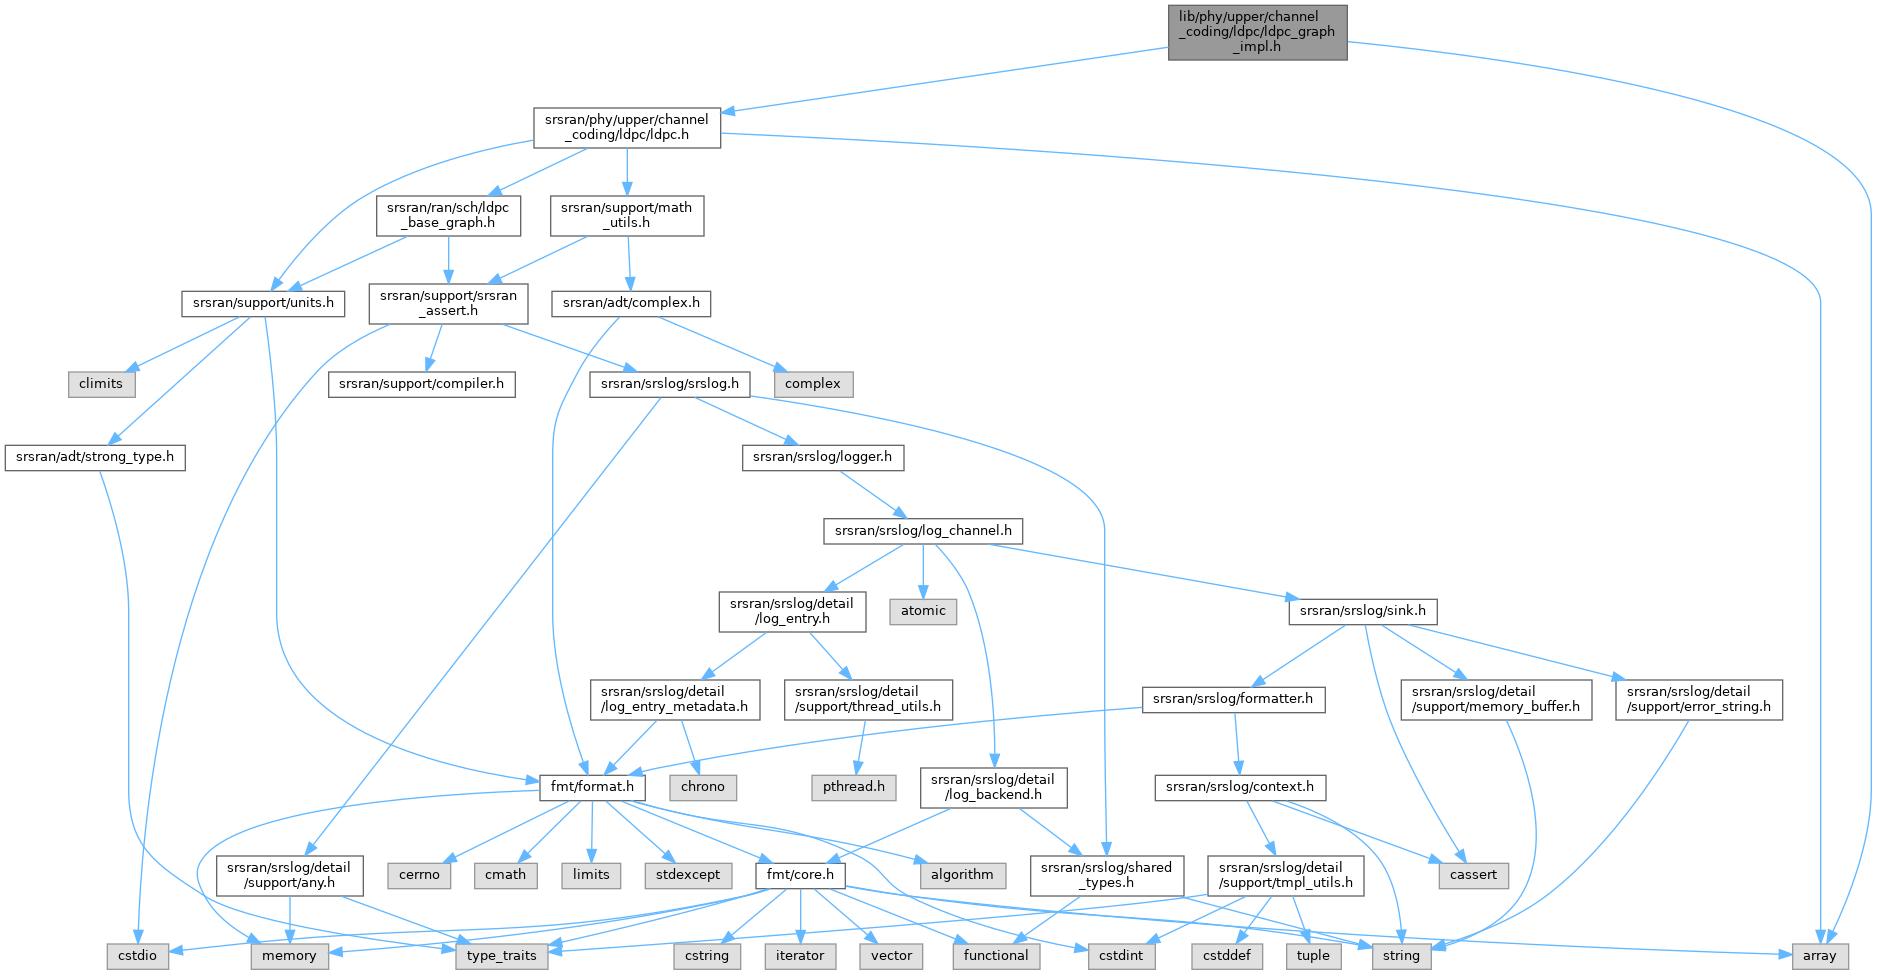 lib/phy/upper/channel
_coding/ldpc/ldpc_graph
_impl.h
srsran/phy/upper/channel
_coding/ldpc/ldpc.h
srsran/ran/sch/ldpc
_base_graph.h
srsran/support/math
_utils.h
srsran/support/units.h
srsran/support/srsran
_assert.h
srsran/adt/complex.h
climits
srsran/support/compiler.h
srsran/srslog/srslog.h
complex
srsran/adt/strong_type.h
srsran/srslog/logger.h
srsran/srslog/log_channel.h
srsran/srslog/detail
/log_entry.h
atomic
srsran/srslog/sink.h
srsran/srslog/detail
/log_entry_metadata.h
srsran/srslog/detail
/support/thread_utils.h
srsran/srslog/formatter.h
srsran/srslog/detail
/support/memory_buffer.h
srsran/srslog/detail
/support/error_string.h
fmt/format.h
chrono
pthread.h
srsran/srslog/detail
/log_backend.h
srsran/srslog/context.h
srsran/srslog/detail
/support/any.h
cerrno
cmath
limits
stdexcept
fmt/core.h
algorithm
srsran/srslog/shared
_types.h
srsran/srslog/detail
/support/tmpl_utils.h
cassert
cstdio
memory
type_traits
cstring
iterator
vector
functional
cstdint
cstddef
tuple
string
array